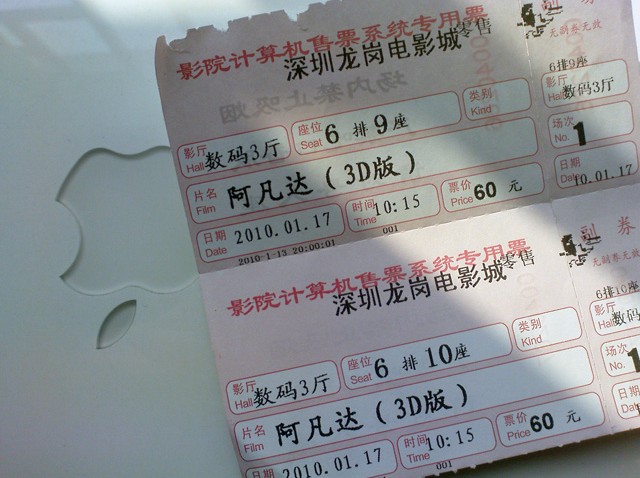 影院计算机售票系统专用票
深圳龙岗电影城零售
影厅 Hall 数码3厅 座位 Seat 6 排 9 座 类别 Kind
片名 Film 阿凡达(3D版)
日期 Date 2010.01.17 时间 Time 10:15 票价 Price 60 元
2010-1-13 20:00:01 001
副 券
无副券无效
6排9座
影厅 Hall 数码3厅
场次 No. 1
日期 Date 10.01.17
场内禁止吸烟
影院计算机售票系统专用票
深圳龙岗电影城零售
影厅 Hall 数码3厅 座位 Seat 6 排 10 座 类别 Kind
片名 Film 阿凡达(3D版)
日期 Date 2010.01.17 时间 Time 10:15 票价 Price 60 元
001
副 券
无副券无效
6排10座
影厅 Hall 数码
场次 No. 1
日期 Date